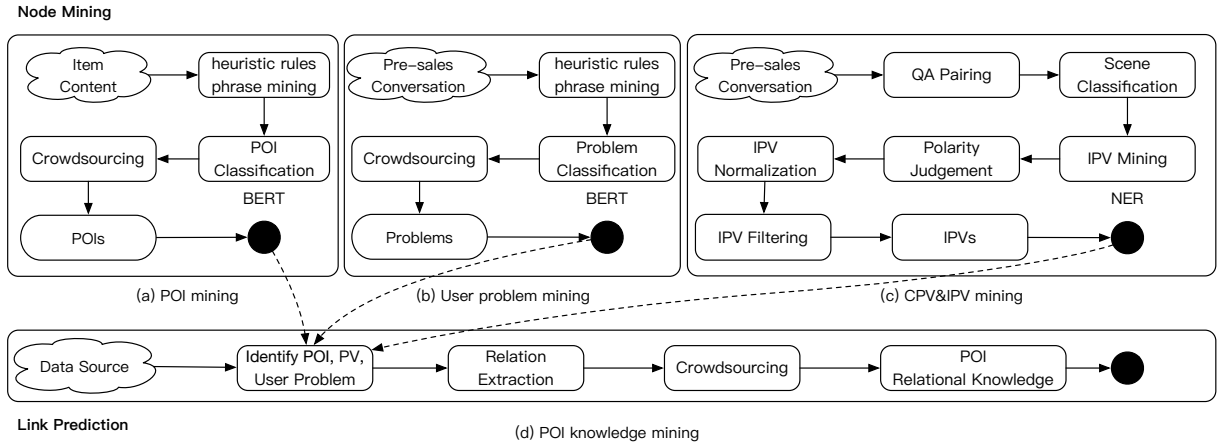 Node Mining
Item
Content
heuristic rules
phrase mining
POI
Classification
Crowdsourcing
BERT
POIs
(a) POI mining
Pre-sales
Conversation
heuristic rules
phrase mining
Problem
Classification
Crowdsourcing
BERT
Problems
(b) User problem mining
Pre-sales
Conversation
QA Pairing
Scene
Classification
IPV Mining
Polarity
Judgement
IPV
Normalization
NER
IPV Filtering
IPVs
(c) CPV&IPV mining
Data Source
Identify POI, PV,
User Problem
Relation
Extraction
Crowdsourcing
POI
Relational Knowledge
Link Prediction
(d) POI knowledge mining